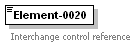 Element-0020
Interchange control reference